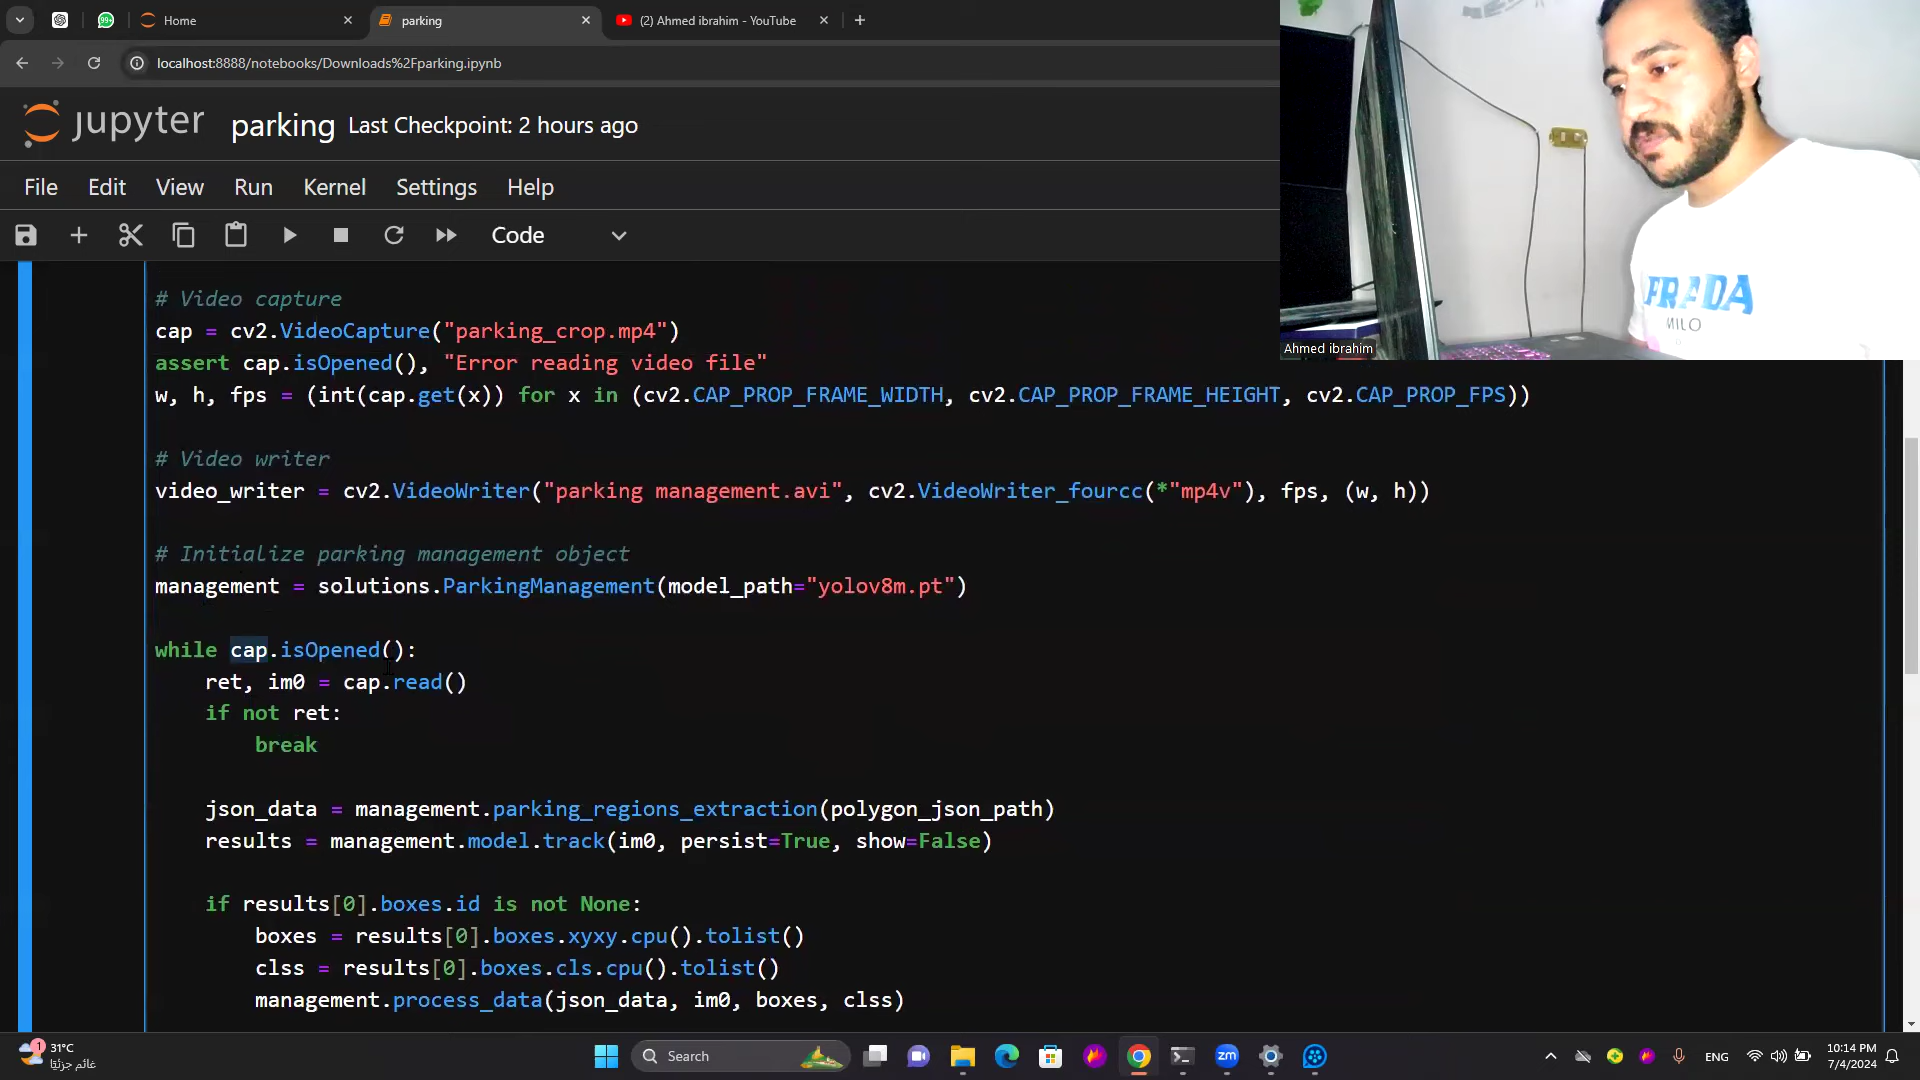 99+
Home
parking
(2) Ahmed ibrahim - YouTube
localhost:8888/notebooks/Downloads%2Fparking.ipynb
jupyter parking Last Checkpoint: 2 hours ago
File Edit View Run Kernel Settings Help
Code
# Video capture
cap = cv2.VideoCapture("parking_crop.mp4")
assert cap.isOpened(), "Error reading video file"
w, h, fps = (int(cap.get(x)) for x in (cv2.CAP_PROP_FRAME_WIDTH, cv2.CAP_PROP_FRAME_HEIGHT, cv2.CAP_PROP_FPS))
# Video writer
video_writer = cv2.VideoWriter("parking management.avi", cv2.VideoWriter_fourcc(*"mp4v"), fps, (w, h))
# Initialize parking management object
management = solutions.ParkingManagement(model_path="yolov8m.pt")
while cap.isOpened():
ret, im0 = cap.read()
if not ret:
break
json_data = management.parking_regions_extraction(polygon_json_path)
results = management.model.track(im0, persist=True, show=False)
if results[0].boxes.id is not None:
boxes = results[0].boxes.xyxy.cpu().tolist()
clss = results[0].boxes.cls.cpu().tolist()
management.process_data(json_data, im0, boxes, clss)
PRADA
MILO
Ahmed ibrahim
1
31°C
غائم جزئيًا
Search
zm
ENG
10:14 PM
7/4/2024